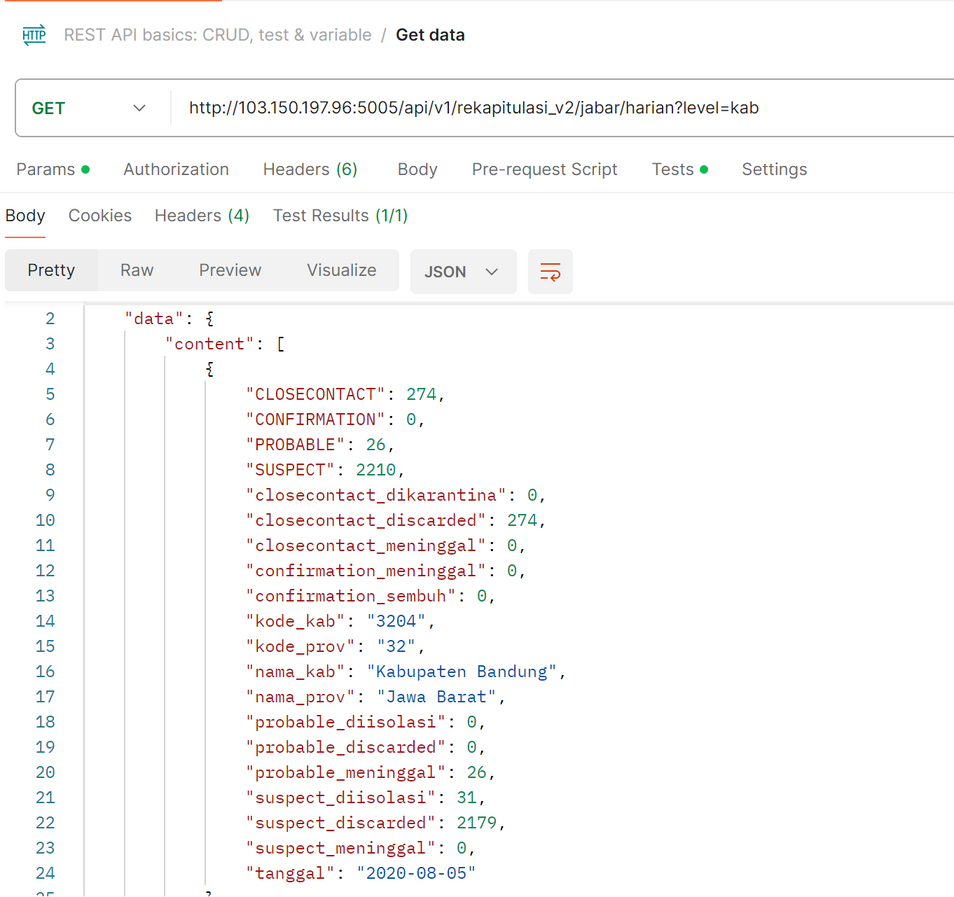 HTTP REST API basics: CRUD, test & variable / Get data
GET http://103.150.197.96:5005/api/v1/rekapitulasi_v2/jabar/harian?level=kab
Params Authorization Headers (6) Body Pre-request Script Tests Settings
Body Cookies Headers (4) Test Results (1/1)
Pretty Raw Preview Visualize JSON
2 "data": {
3 "content": [
4 {
5 "CLOSECONTACT": 274,
6 "CONFIRMATION": 0,
7 "PROBABLE": 26,
8 "SUSPECT": 2210,
9 "closecontact_dikarantina": 0,
10 "closecontact_discarded": 274,
11 "closecontact_meninggal": 0,
12 "confirmation_meninggal": 0,
13 "confirmation_sembuh": 0,
14 "kode_kab": "3204",
15 "kode_prov": "32",
16 "nama_kab": "Kabupaten Bandung",
17 "nama_prov": "Jawa Barat",
18 "probable_diisolasi": 0,
19 "probable_discarded": 0,
20 "probable_meninggal": 26,
21 "suspect_diisolasi": 31,
22 "suspect_discarded": 2179,
23 "suspect_meninggal": 0,
24 "tanggal": "2020-08-05"